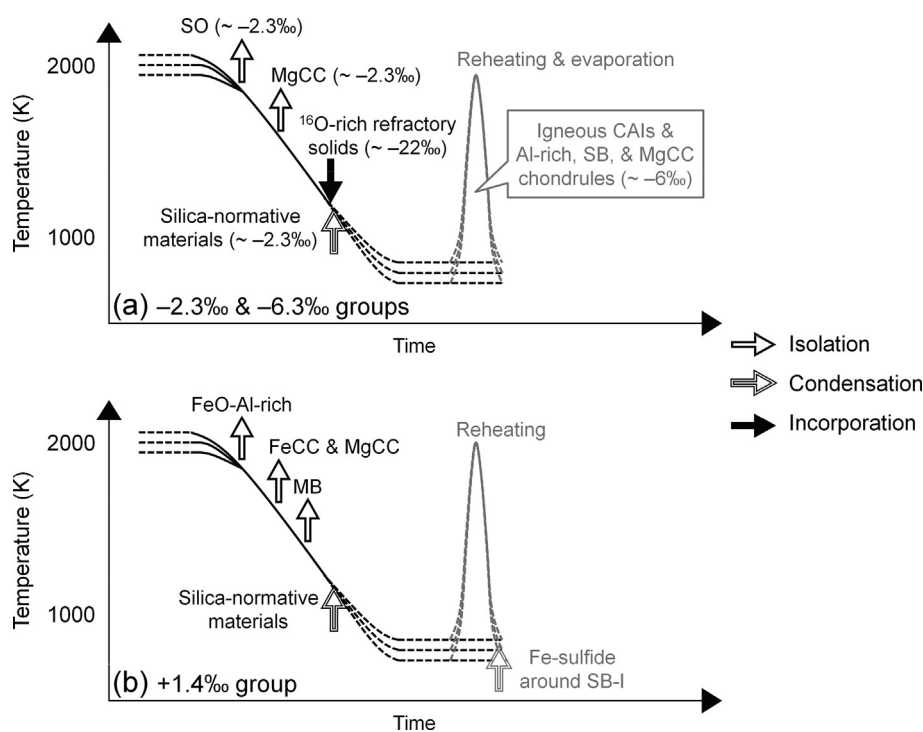 SO (~ –2.3‰)
2000
MgCC (~ –2.3‰)
Reheating & evaporation
¹⁶O-rich refractory
solids (~ –22‰)
Igneous CAIs &
Al-rich, SB, & MgCC
chondrules (~ –6‰)
Temperature (K)
1000
Silica-normative
materials (~ –2.3‰)
(a) –2.3‰ & –6.3‰ groups
Time
Isolation
Condensation
Incorporation
FeO-Al-rich
2000
FeCC & MgCC
Reheating
MB
Temperature (K)
1000
Silica-normative
materials
Fe-sulfide
around SB-I
(b) +1.4‰ group
Time